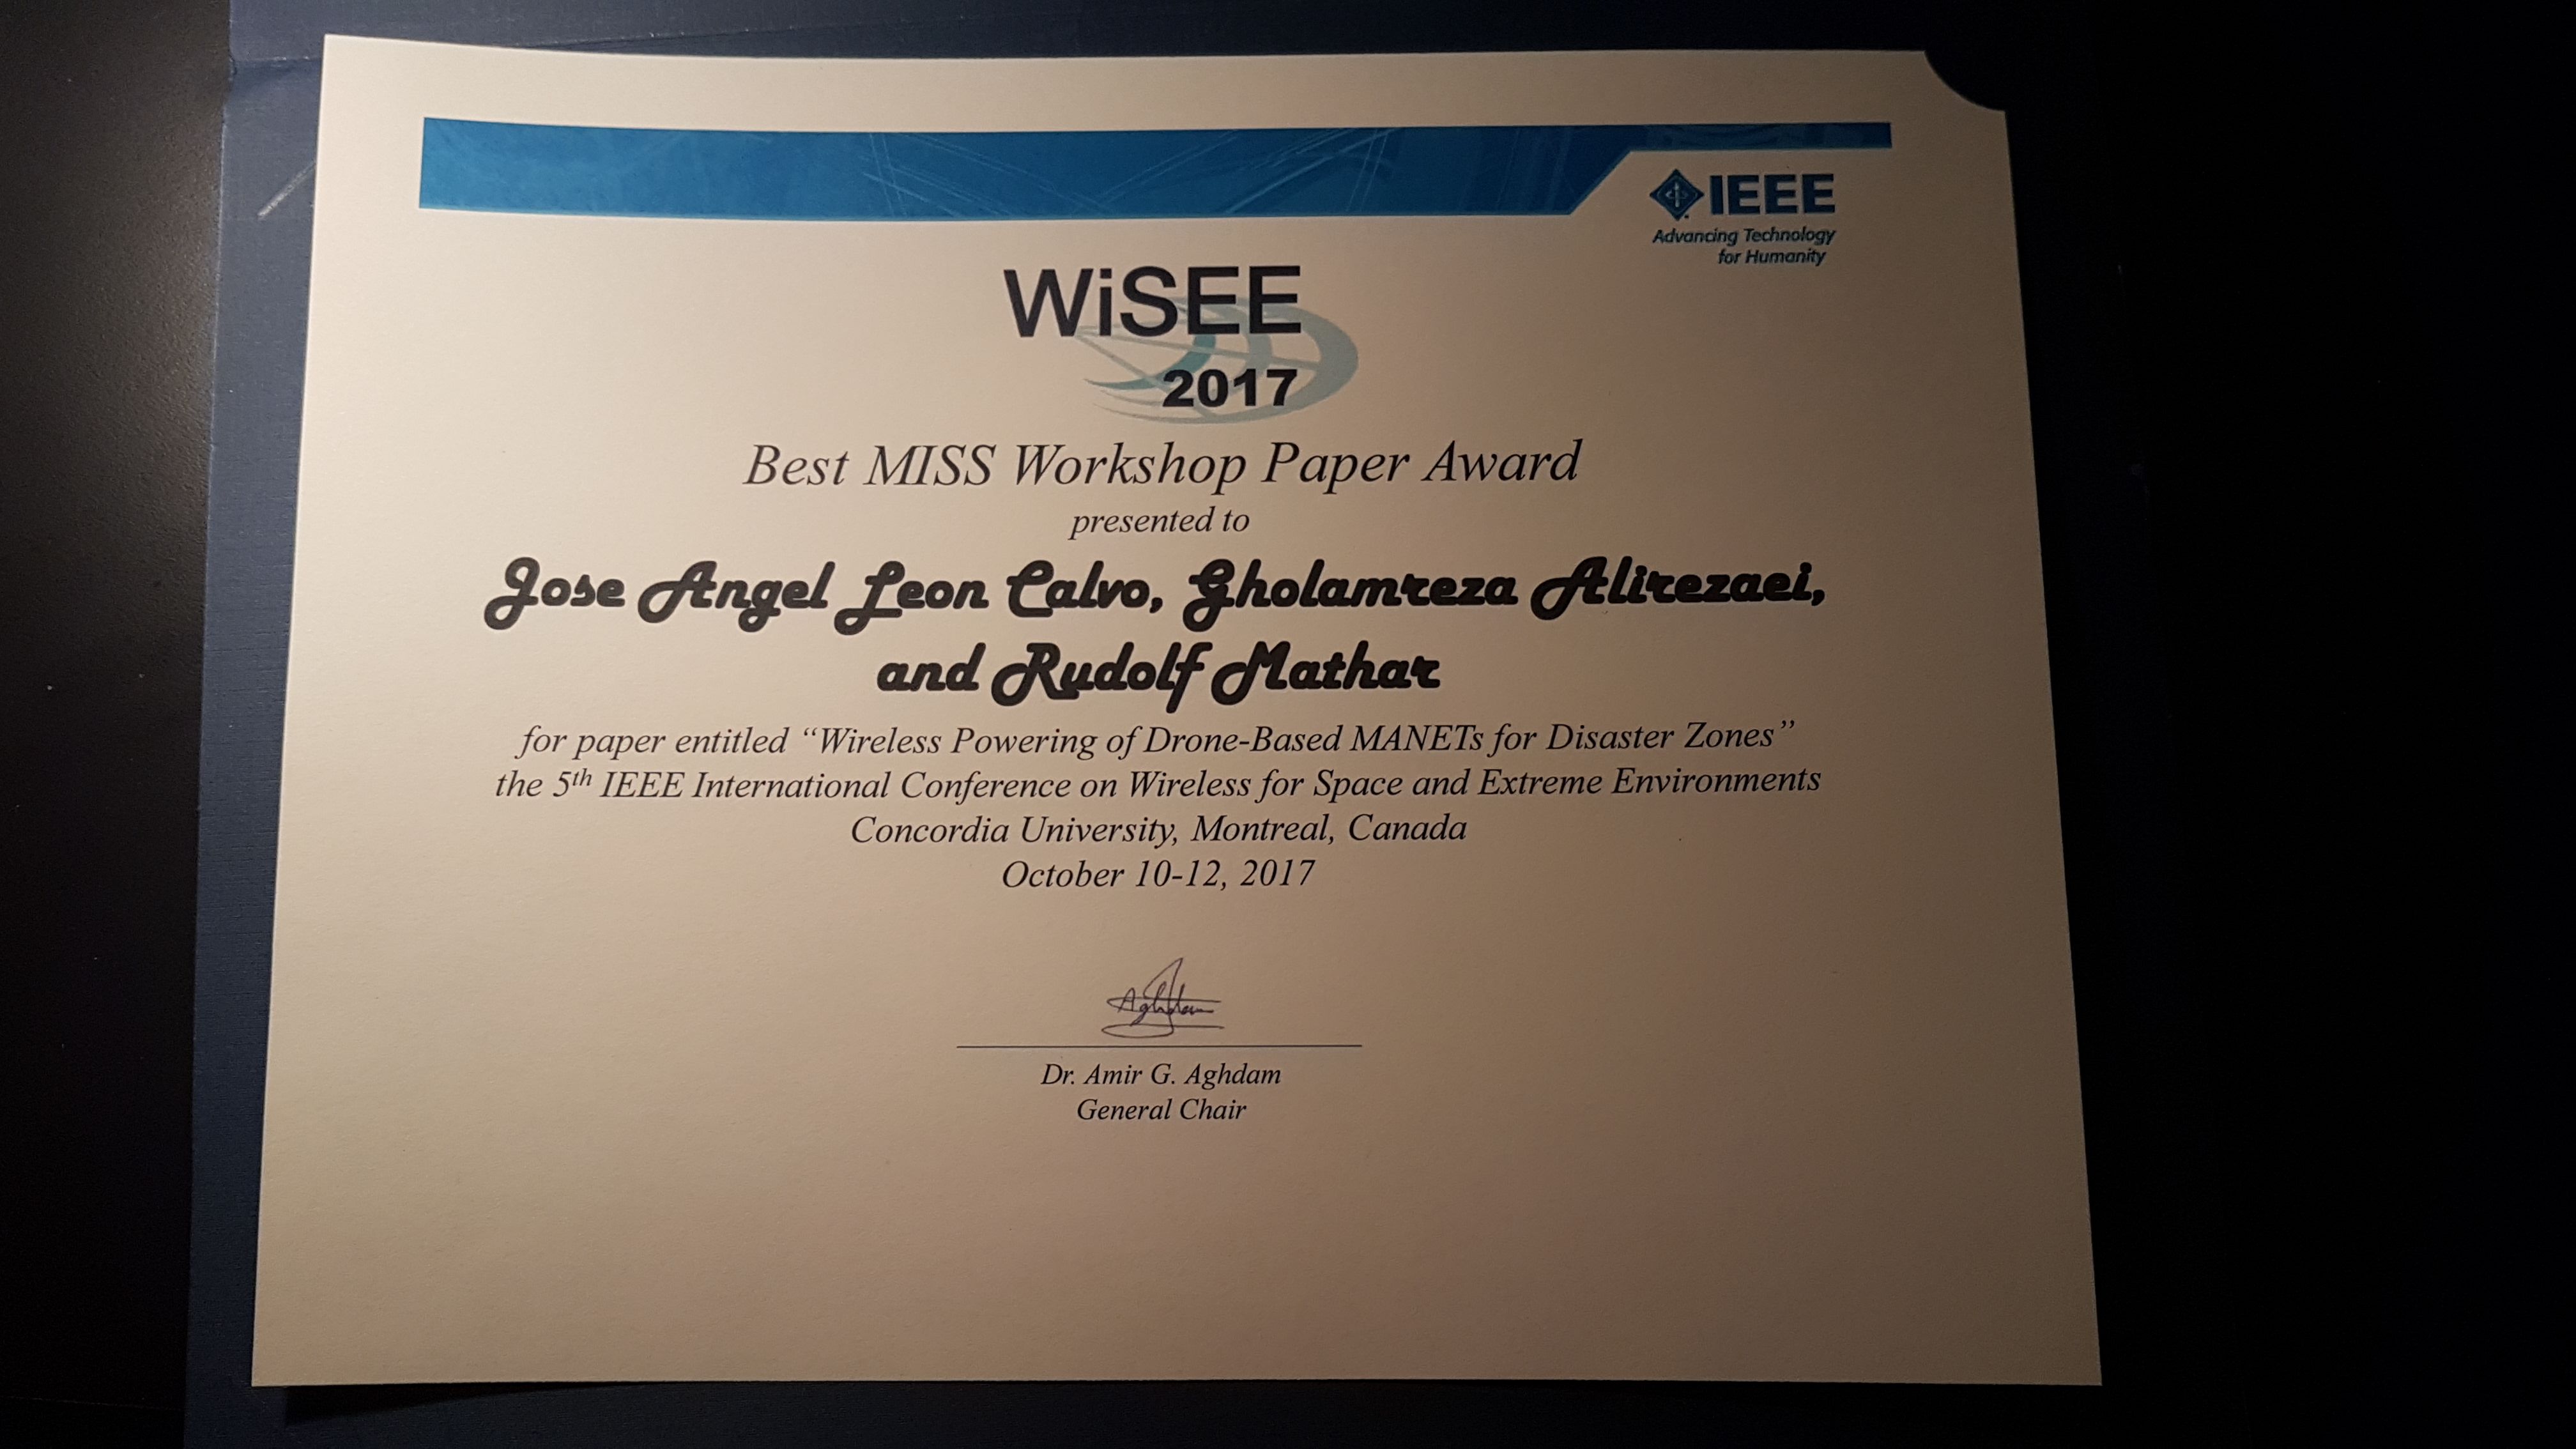 IEEE
Advancing Technology
for Humanity
WiSEE
2017
Best MISS Workshop Paper Award
presented to
Jose Angel Leon Calvo, Gholamreza Alirezaei,
and Rudolf Mathar
for paper entitled “Wireless Powering of Drone-Based MANETs for Disaster Zones”
the 5th IEEE International Conference on Wireless for Space and Extreme Environments
Concordia University, Montreal, Canada
October 10-12, 2017
Aghdam
Dr. Amir G. Aghdam
General Chair